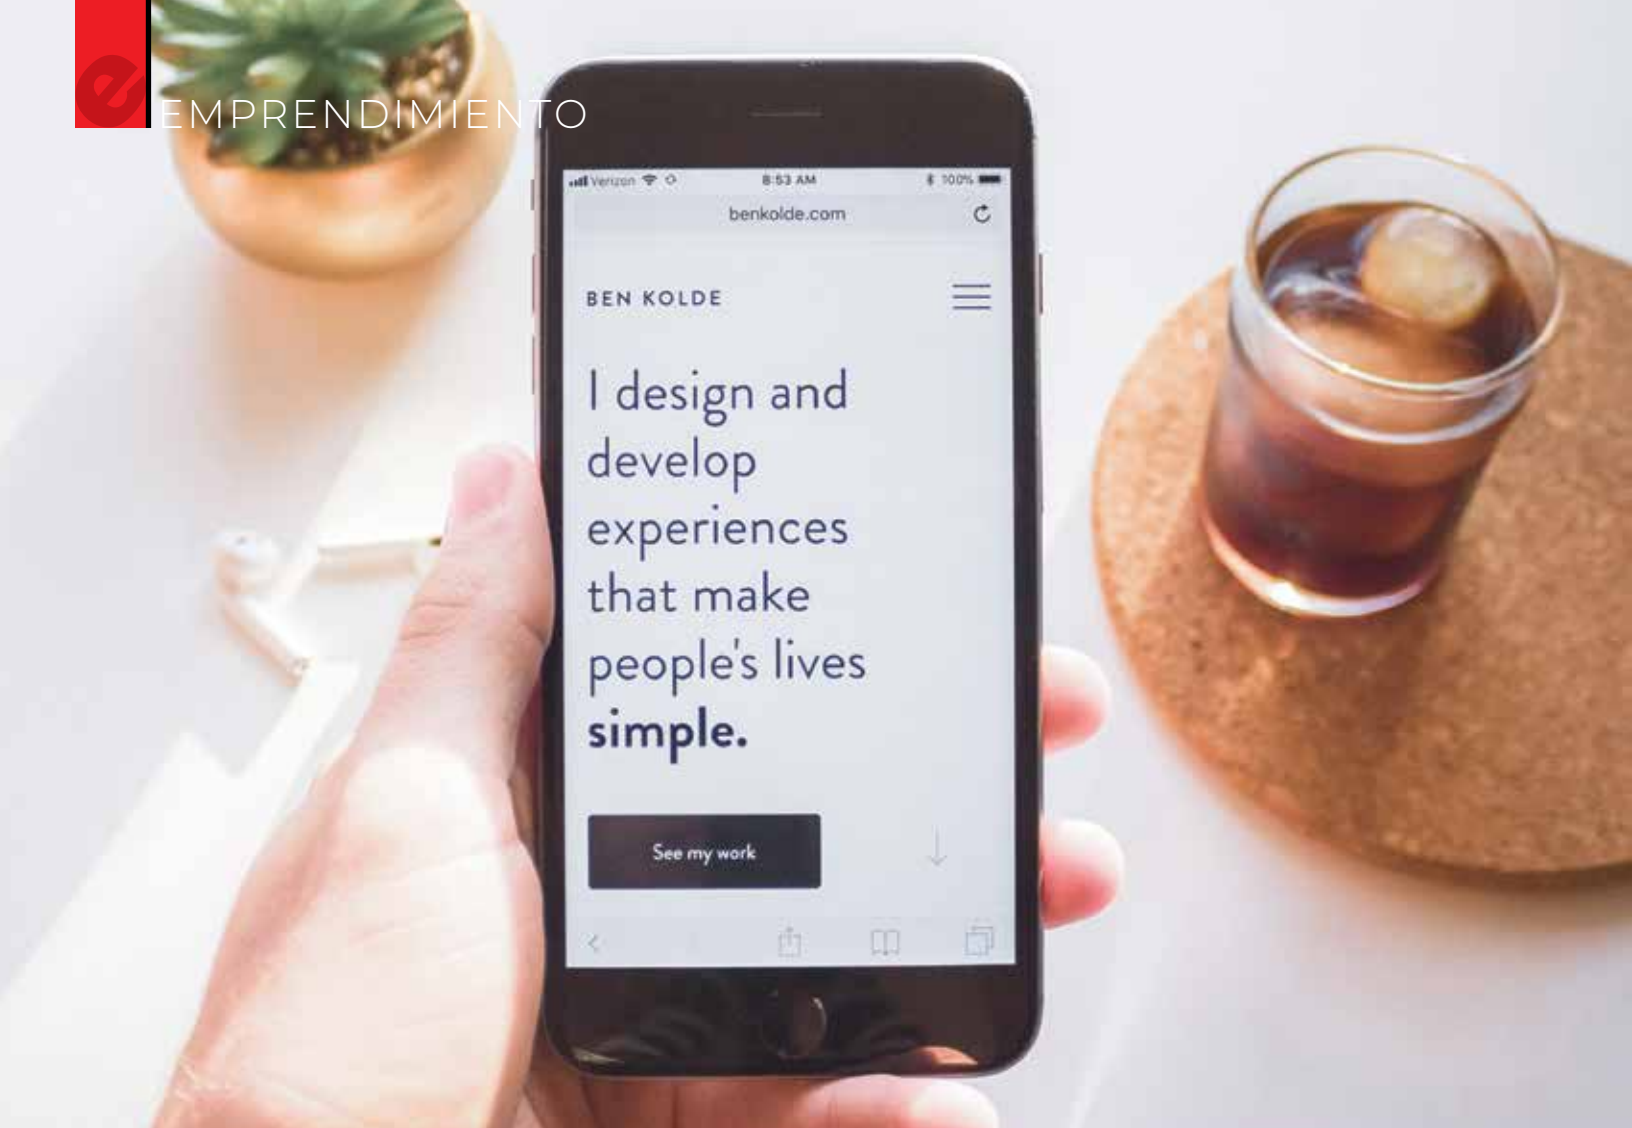 e
EMPRENDIMIENTO
Verizon 8:53 AM 100%
benkolde.com
BEN KOLDE
I design and
develop
experiences
that make
people's lives
simple.
See my work